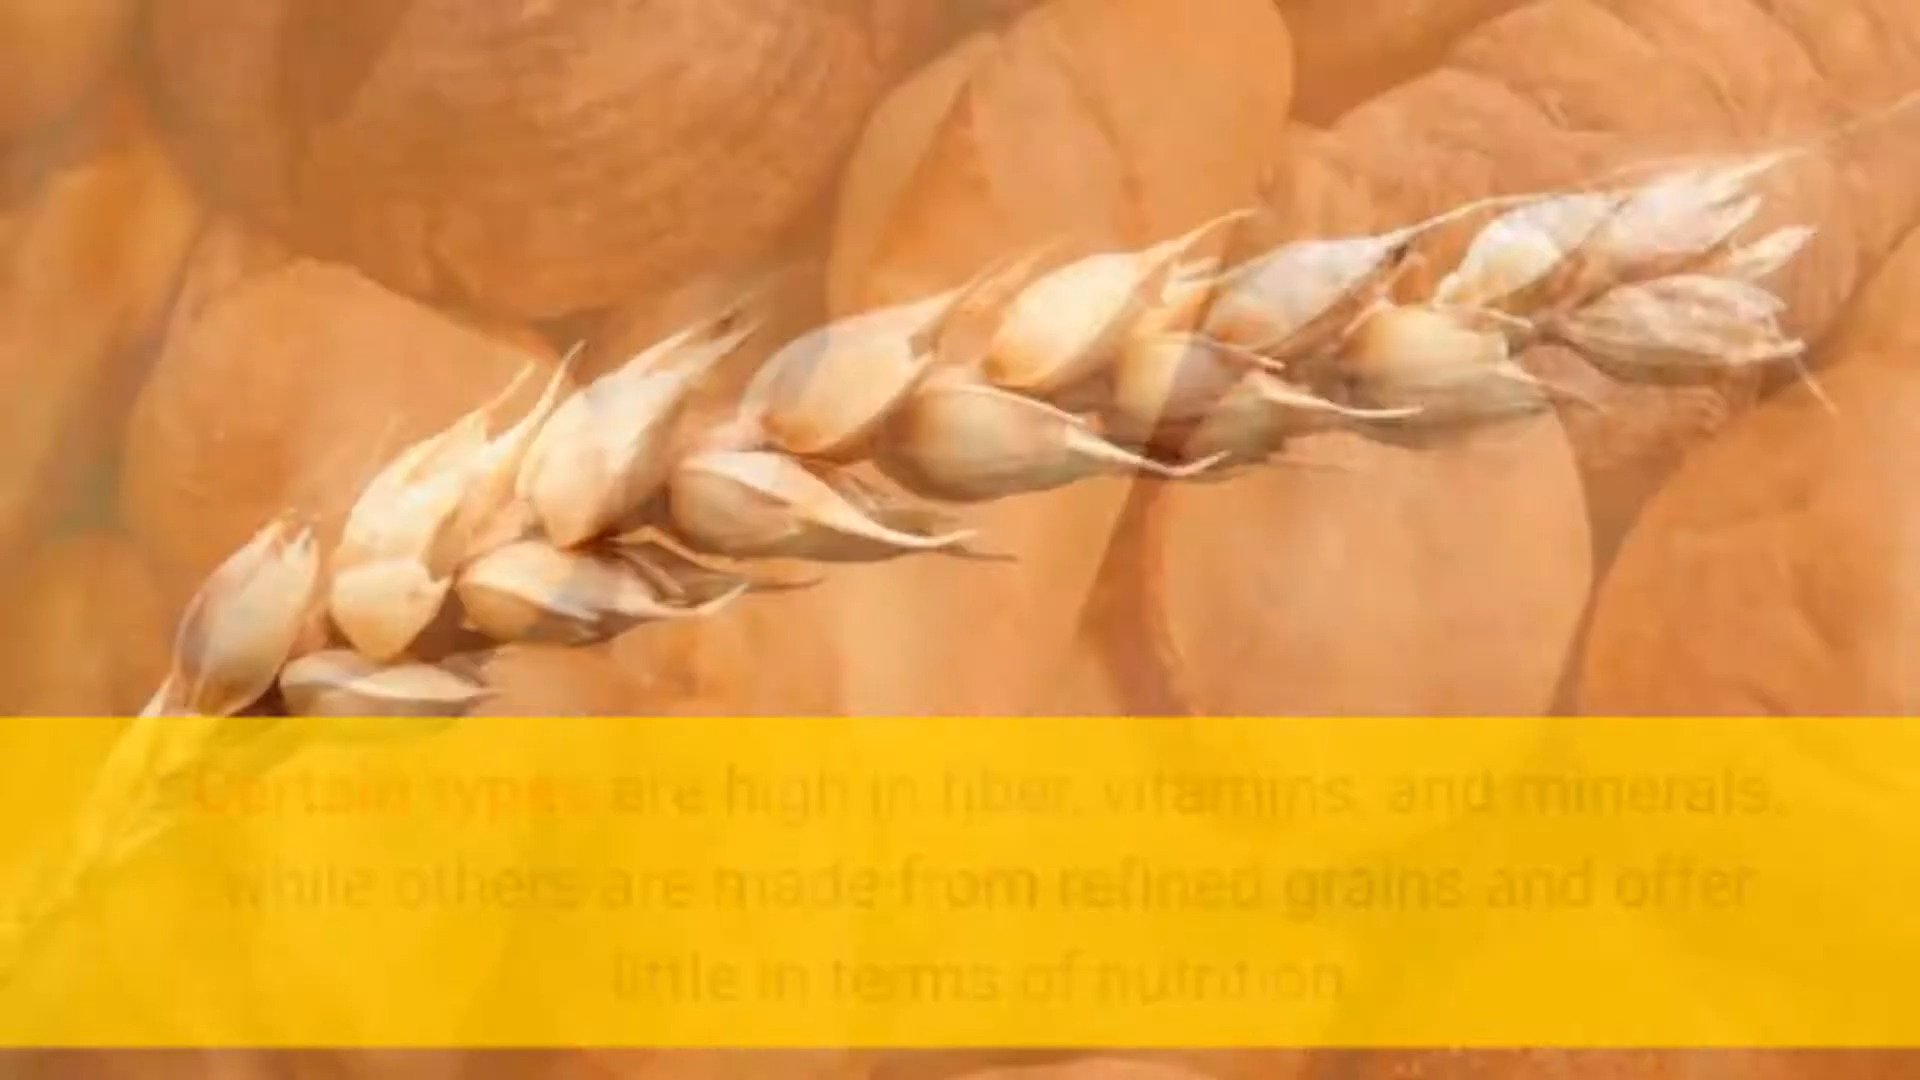 Certain types are high in fiber, vitamins, and minerals,
while others are made from refined grains and offer
little in terms of nutrition.